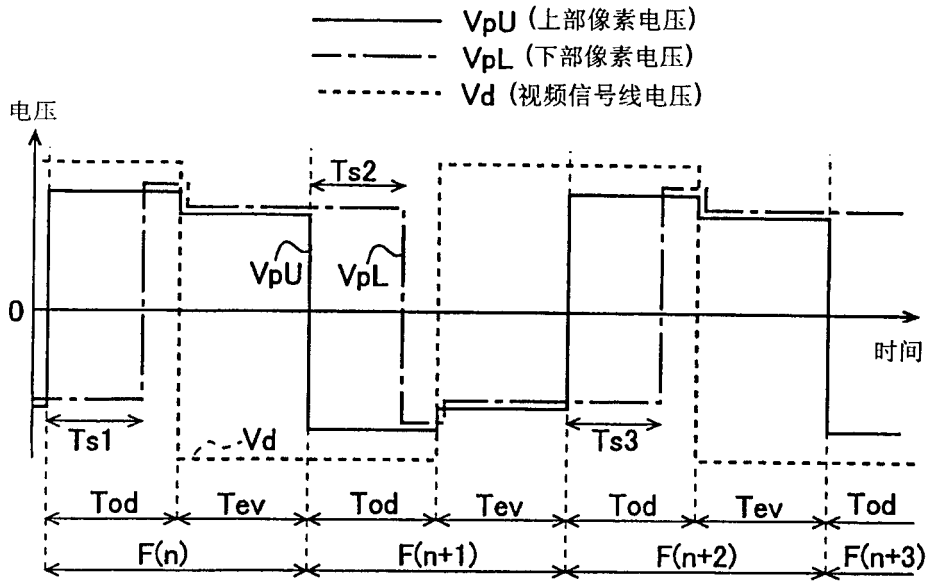 VpU (上部像素电压)
VpL (下部像素电压)
Vd (视频信号线电压)
电压
Ts2
VpU
VpL
0
时间
Ts1
Vd
Ts3
Tod Tev Tod Tev Tod Tev Tod
F(n) F(n+1) F(n+2) F(n+3)